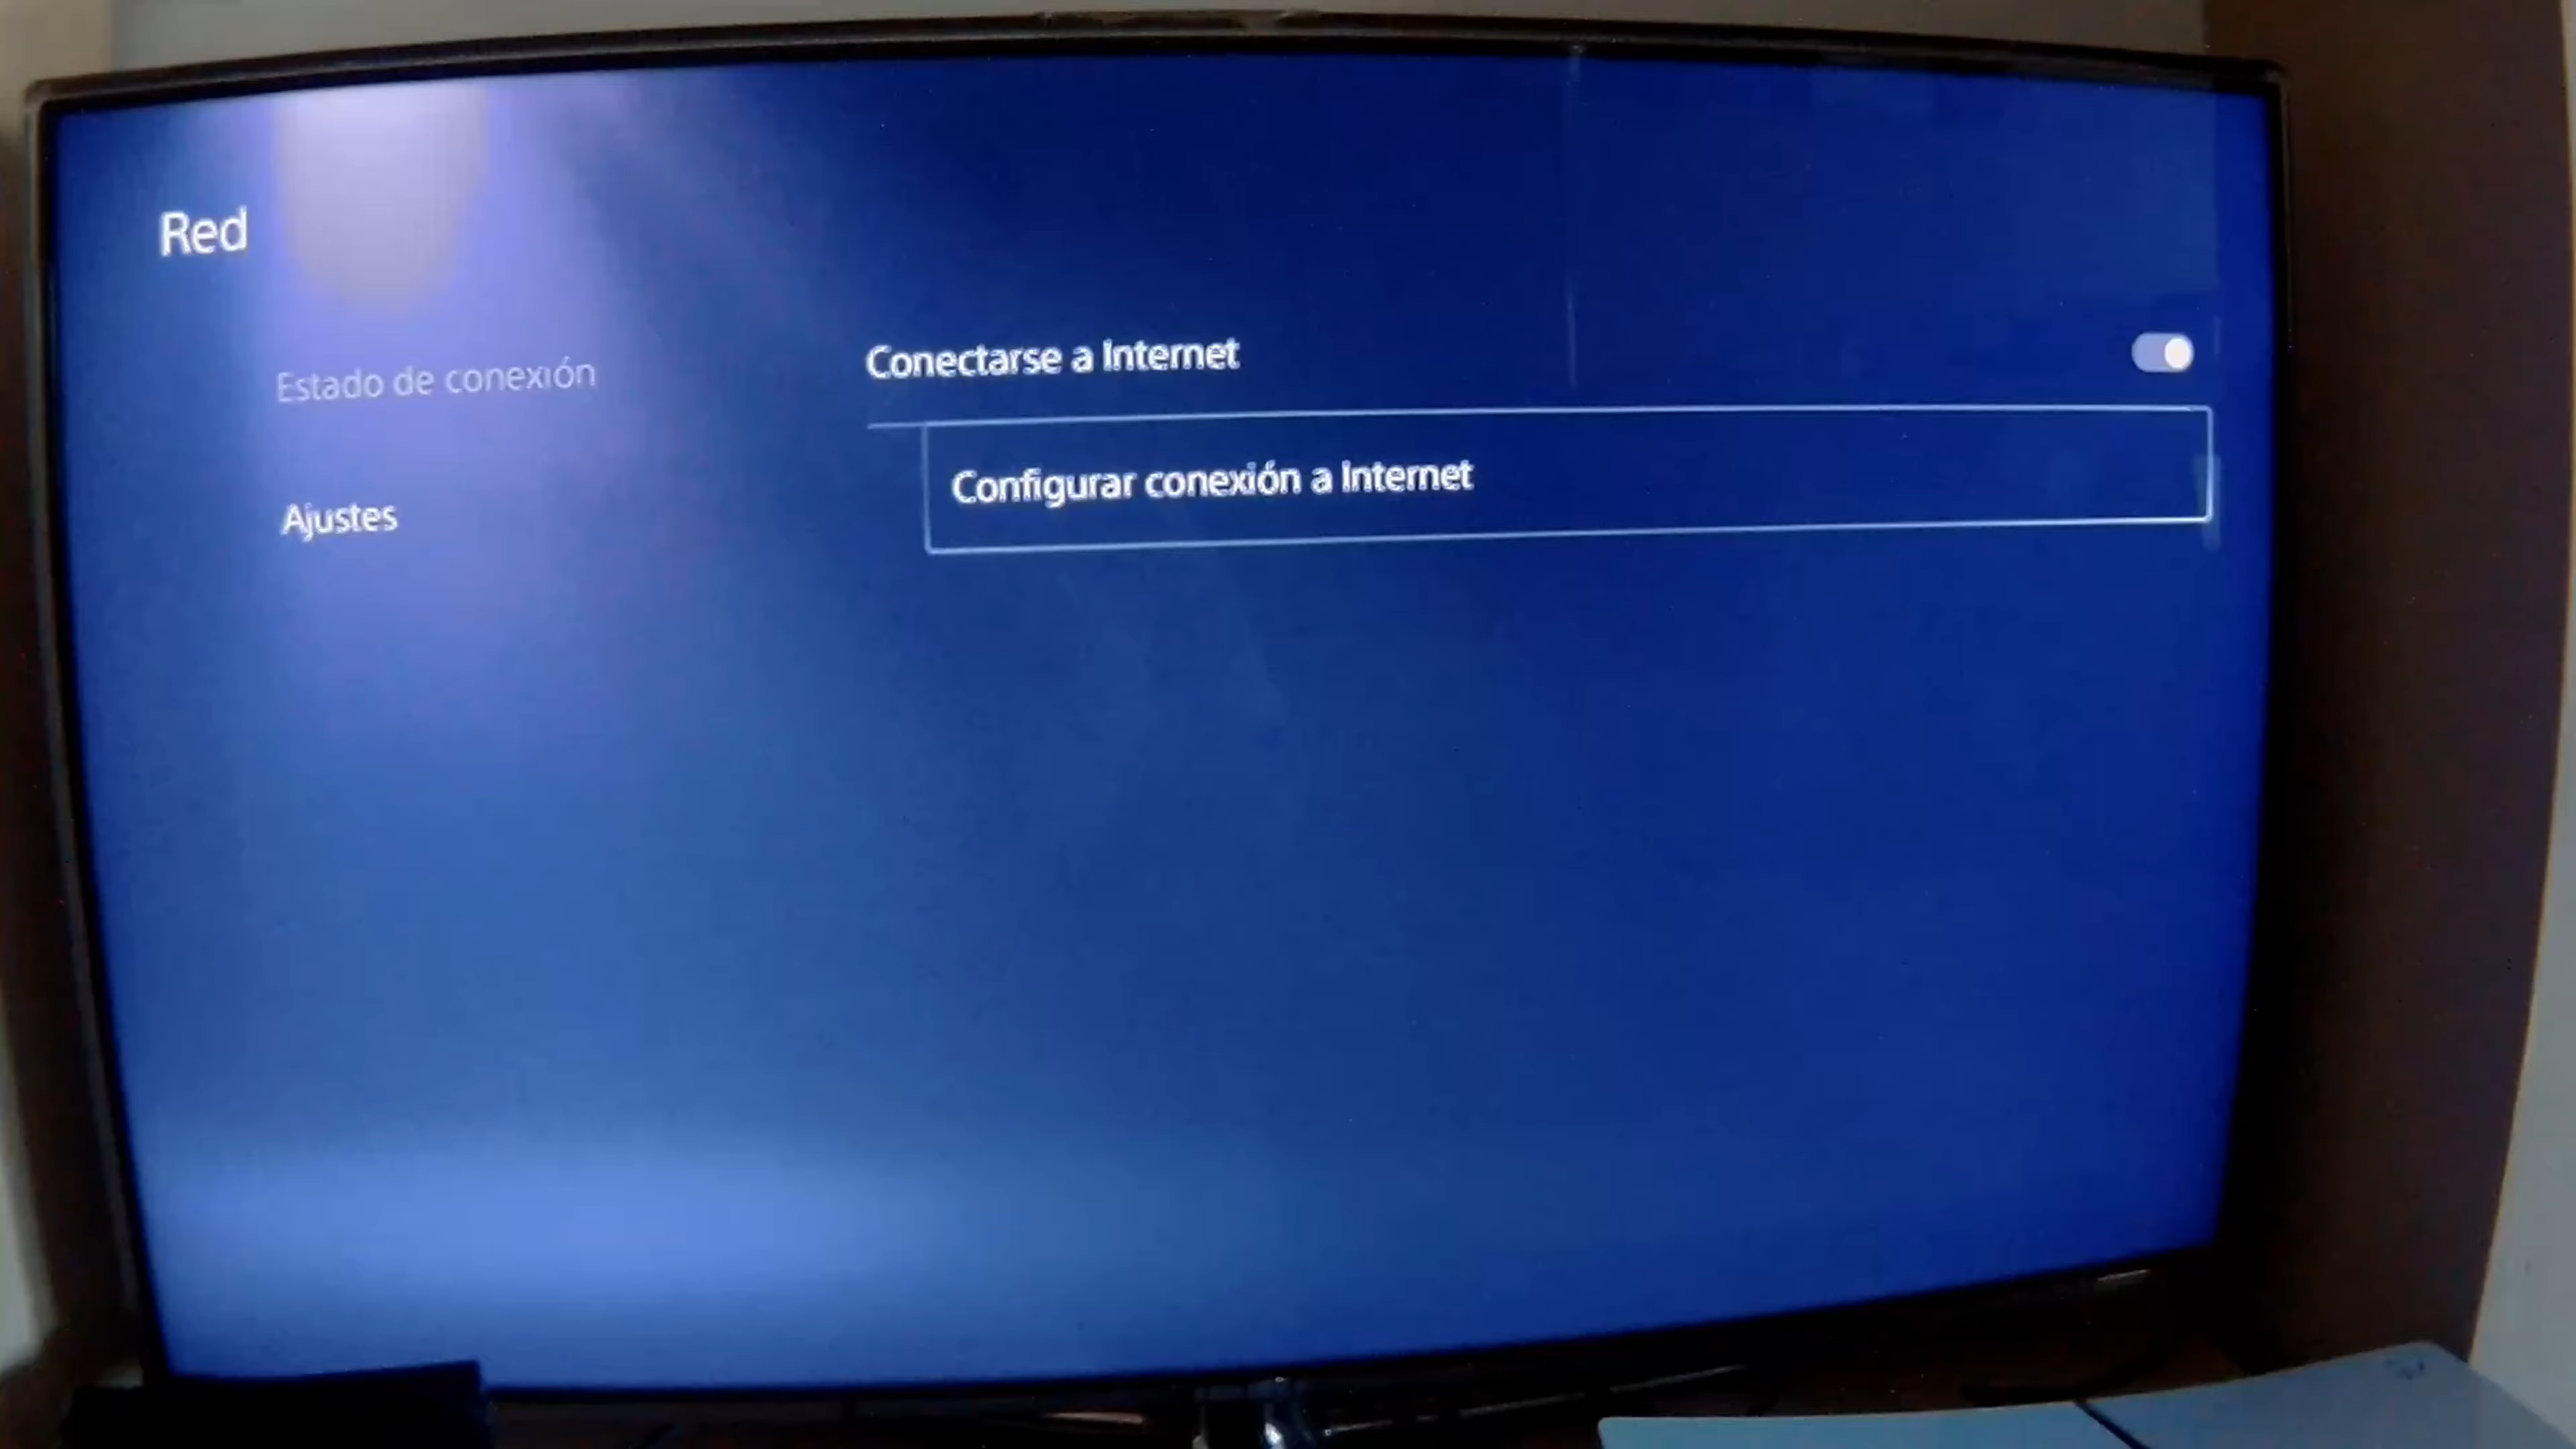 Red
Estado de conexión
Ajustes
Conectarse a Internet
Configurar conexión a Internet